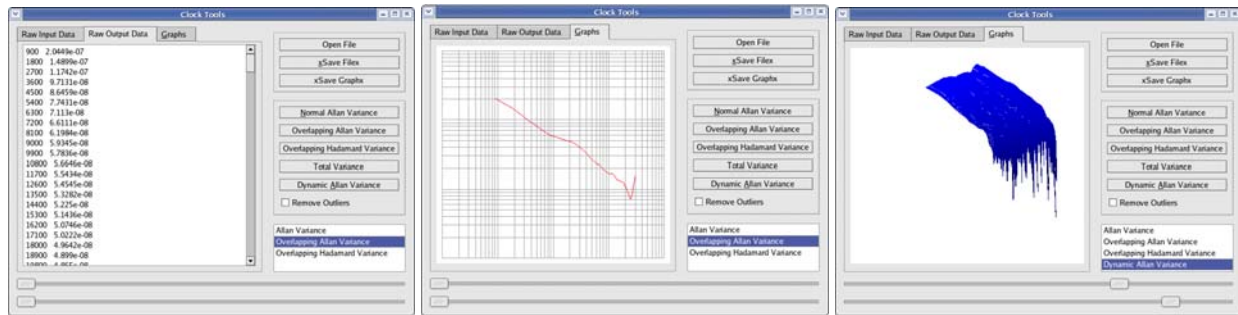 Clock Tools
Raw Input Data Raw Output Data Graphs
900 2.0449e-07
1800 1.4899e-07
2700 1.1742e-07
3600 9.7131e-08
4500 8.6459e-08
5400 7.7431e-08
6300 7.113e-08
7200 6.6111e-08
8100 6.1984e-08
9000 5.9345e-08
9900 5.7836e-08
10800 5.6646e-08
11700 5.5434e-08
12600 5.4545e-08
13500 5.3282e-08
14400 5.225e-08
15300 5.1436e-08
16200 5.0746e-08
17100 5.0222e-08
18000 4.9642e-08
18900 4.899e-08
Open File
xSave Filex
xSave Graphx
Normal Allan Variance
Overlapping Allan Variance
Overlapping Hadamard Variance
Total Variance
Dynamic Allan Variance
Remove Outliers
Allan Variance
Overlapping Allan Variance
Overlapping Hadamard Variance
Clock Tools
Raw Input Data Raw Output Data Graphs
Open File
xSave Filex
xSave Graphx
Normal Allan Variance
Overlapping Allan Variance
Overlapping Hadamard Variance
Total Variance
Dynamic Allan Variance
Remove Outliers
Allan Variance
Overlapping Allan Variance
Overlapping Hadamard Variance
Clock Tools
Raw Input Data Raw Output Data Graphs
Open File
xSave Filex
xSave Graphx
Normal Allan Variance
Overlapping Allan Variance
Overlapping Hadamard Variance
Total Variance
Dynamic Allan Variance
Remove Outliers
Allan Variance
Overlapping Allan Variance
Overlapping Hadamard Variance
Dynamic Allan Variance